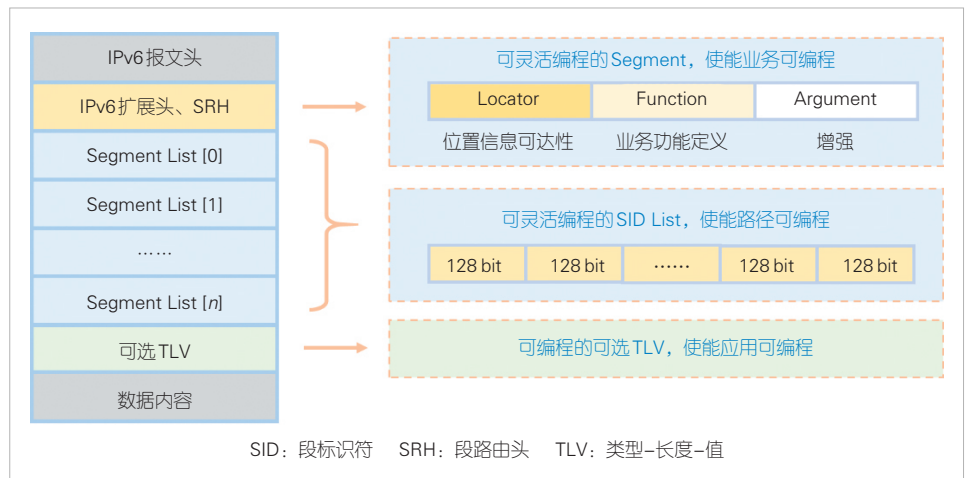 IPv6报文头
IPv6扩展头、SRH
Segment List [0]
Segment List [1]
……
Segment List [n]
可选TLV
数据内容
可灵活编程的Segment，使能业务可编程
Locator Function Argument
位置信息可达性 业务功能定义 增强
可灵活编程的SID List，使能路径可编程
128 bit 128 bit …… 128 bit 128 bit
可编程的可选TLV，使能应用可编程
SID：段标识符 SRH：段路由头 TLV：类型-长度-值